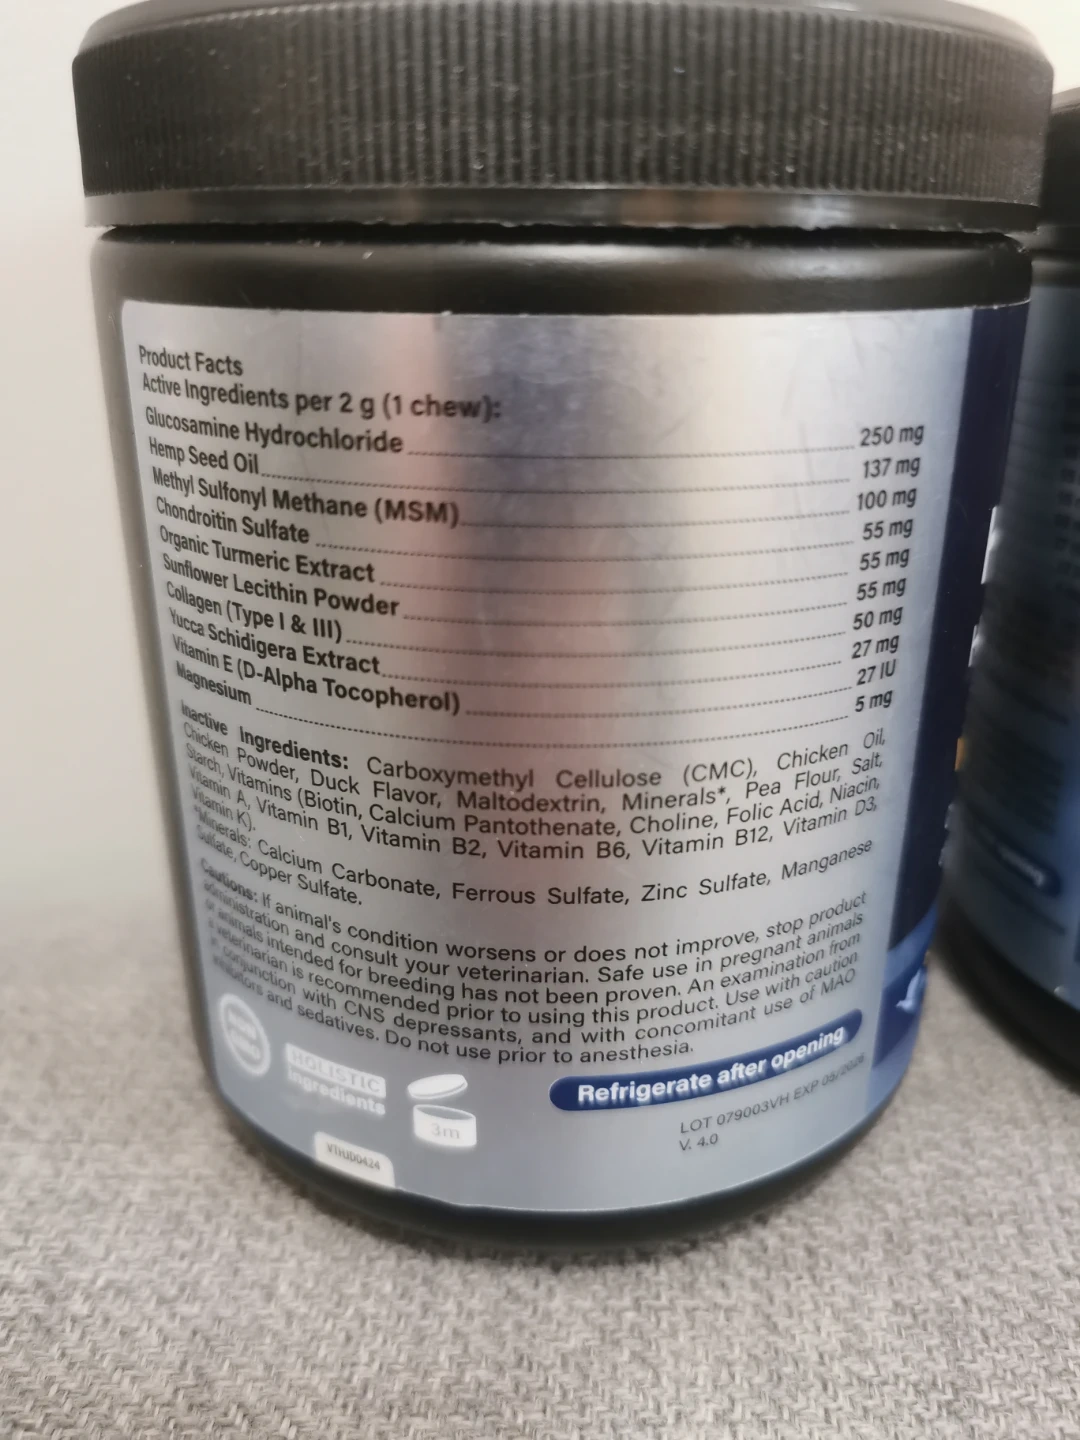 Product Facts
Active Ingredients per 2 g (1 chew):
Glucosamine Hydrochloride 250 mg
Hemp Seed Oil 137 mg
Methyl Sulfonyl Methane (MSM) 100 mg
Chondroitin Sulfate 55 mg
Organic Turmeric Extract 55 mg
Sunflower Lecithin Powder 55 mg
Collagen (Type I & III) 50 mg
Yucca Schidigera Extract 27 mg
Vitamin E (D-Alpha Tocopherol) 27 IU
Magnesium 5 mg
Inactive Ingredients: Carboxymethyl Cellulose (CMC), Chicken Oil,
Chicken Powder, Duck Flavor, Maltodextrin, Minerals*, Pea Flour, Salt,
Starch, Vitamins (Biotin, Calcium Pantothenate, Choline, Folic Acid, Niacin,
Vitamin A, Vitamin B1, Vitamin B2, Vitamin B6, Vitamin B12, Vitamin D3,
Vitamin K).
*Minerals: Calcium Carbonate, Ferrous Sulfate, Zinc Sulfate, Manganese
Sulfate, Copper Sulfate.
Cautions: If animal's condition worsens or does not improve, stop product
administration and consult your veterinarian. Safe use in pregnant animals
or animals intended for breeding has not been proven. An examination from
a veterinarian is recommended prior to using this product. Use with caution
in conjunction with CNS depressants, and with concomitant use of MAO
inhibitors and sedatives. Do not use prior to anesthesia.
HOLISTIC
Ingredients
3m
Refrigerate after opening
LOT 079003VH EXP 05/2026
V. 4.0
VTHUD0424